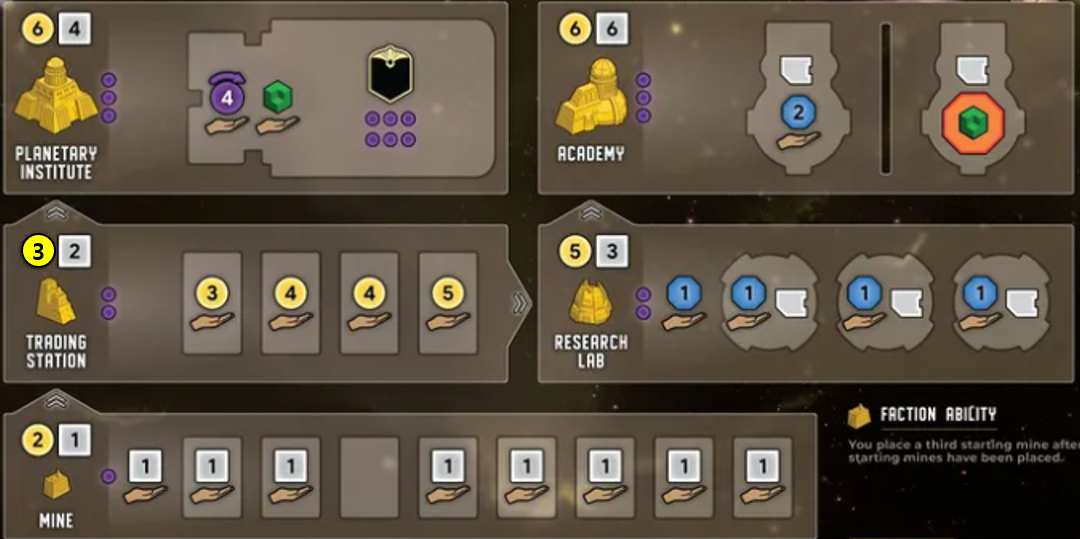 6 4
PLANETARY
INSTITUTE
4
6 6
ACADEMY
2
3 2
TRADING
STATION
3 4 4 5
5 3
RESEARCH
LAB
1 1 1 1
2 1
MINE
1 1 1 1 1 1 1 1
FACTION ABILITY
You place a third starting mine after
starting mines have been placed.